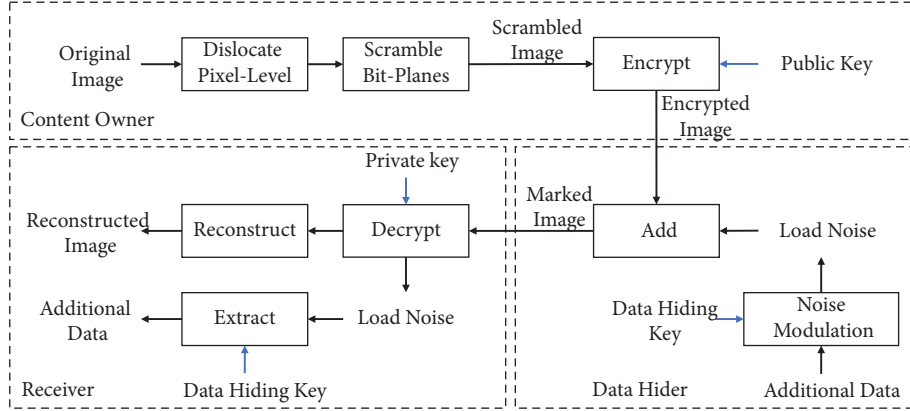 Original
Image
Dislocate
Pixel-Level
Scramble
Bit-Planes
Scrambled
Image
Encrypt
Public Key
Content Owner
Encrypted
Image
Private key
Marked
Image
Reconstructed
Image
Reconstruct
Decrypt
Add
Load Noise
Additional
Data
Extract
Load Noise
Data Hiding
Key
Noise
Modulation
Receiver
Data Hiding Key
Data Hider
Additional Data